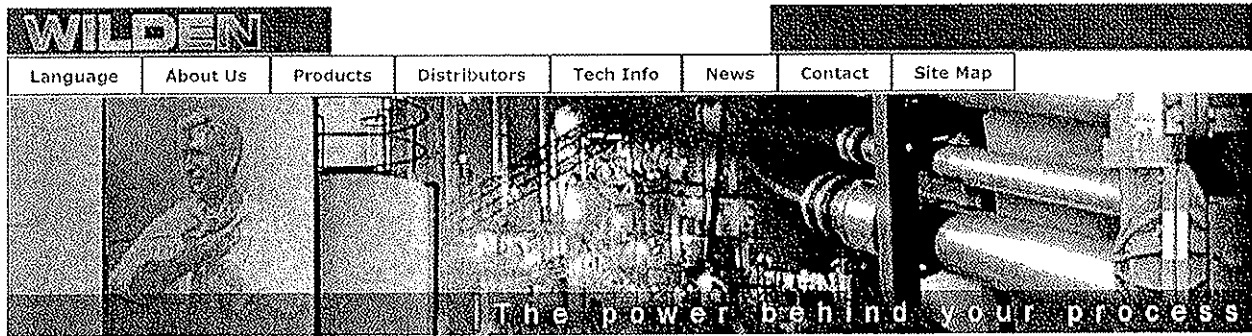 WILDEN
Language About Us Products Distributors Tech Info News Contact Site Map
The power behind your process